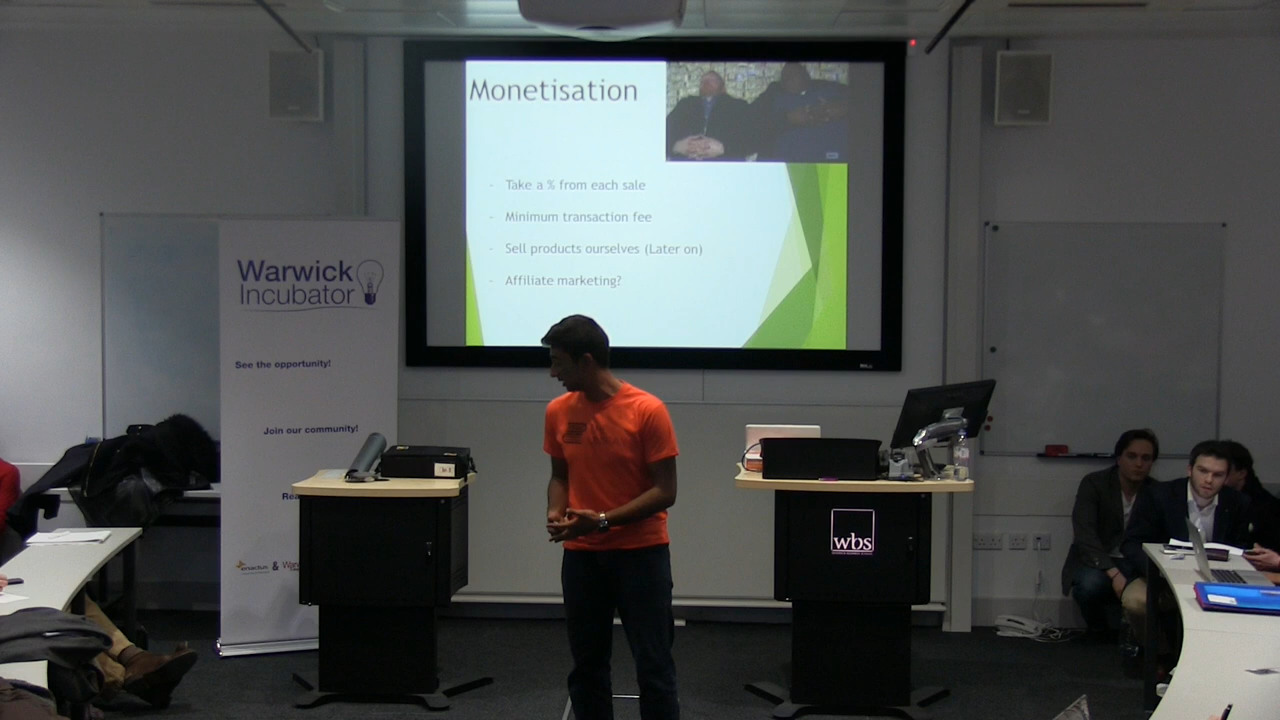 Monetisation
- Take a % from each sale
- Minimum transaction fee
- Sell products ourselves (Later on)
- Affiliate marketing?
Warwick
Incubator
See the opportunity!
Join our community!
enactus &
wbs